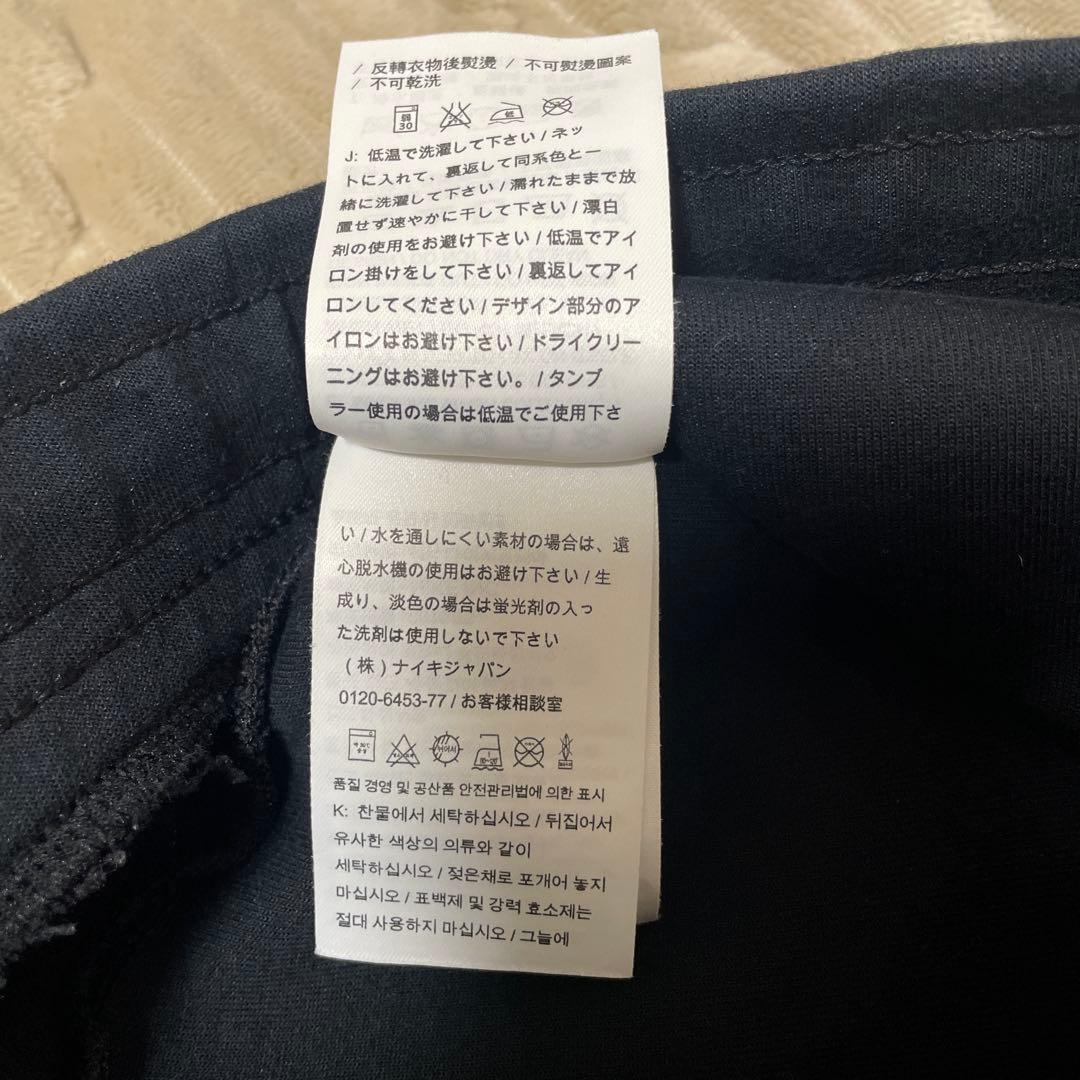 / 反轉衣物後熨燙 / 不可熨燙圖案
/ 不可乾洗
弱
30
低
J: 低温で洗濯して下さい / ネッ
トに入れて、裏返して同系色と一
緒に洗濯して下さい / 濡れたままで放
置せず速やかに干して下さい / 漂白
剤の使用をお避け下さい / 低温でアイ
ロン掛けをして下さい / 裏返してアイ
ロンしてください / デザイン部分のア
イロンはお避け下さい / ドライクリー
ニングはお避け下さい。 / タンブ
ラー使用の場合は低温でご使用下さ
い / 水を通しにくい素材の場合は、遠
心脱水機の使用はお避け下さい / 生
成り、淡色の場合は蛍光剤の入っ
た洗剤は使用しないで下さい
(株) ナイキジャパン
0120-6453-77 / お客様相談室
품질 경영 및 공산품 안전관리법에 의한 표시
K: 찬물에서 세탁하십시오 / 뒤집어서
유사한 색상의 의류와 같이
세탁하십시오 / 젖은채로 포개어 놓지
마십시오 / 표백제 및 강력 효소제는
절대 사용하지 마십시오 / 그늘에